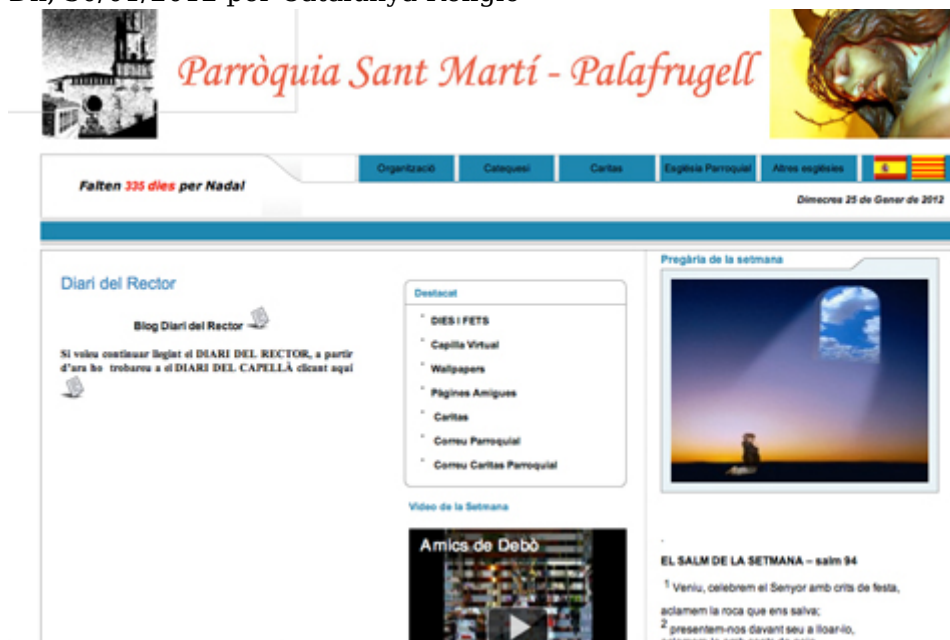 Parròquia Sant Martí - Palafrugell
Organització
Catequesi
Caritas
Església Parroquial
Altres esglésies
Falten 335 dies per Nadal
Dimecres 25 de Gener de 2012
Diari del Rector
Blog Diari del Rector
Si voleu continuar llegint el DIARI DEL RECTOR, a partir
d'ara ho trobareu a el DIARI DEL CAPELLÀ clicant aquí
Destacat
DIES I FETS
Capilla Virtual
Wallpapers
Pàgines Amigues
Caritas
Correu Parroquial
Correu Caritas Parroquial
Video de la Setmana
Amics de Debò
Pregària de la setmana
.
EL SALM DE LA SETMANA – salm 94
1 Veniu, celebrem el Senyor amb crits de festa,
aclamem la roca que ens salva;
2 presentem-nos davant seu a lloar-lo,